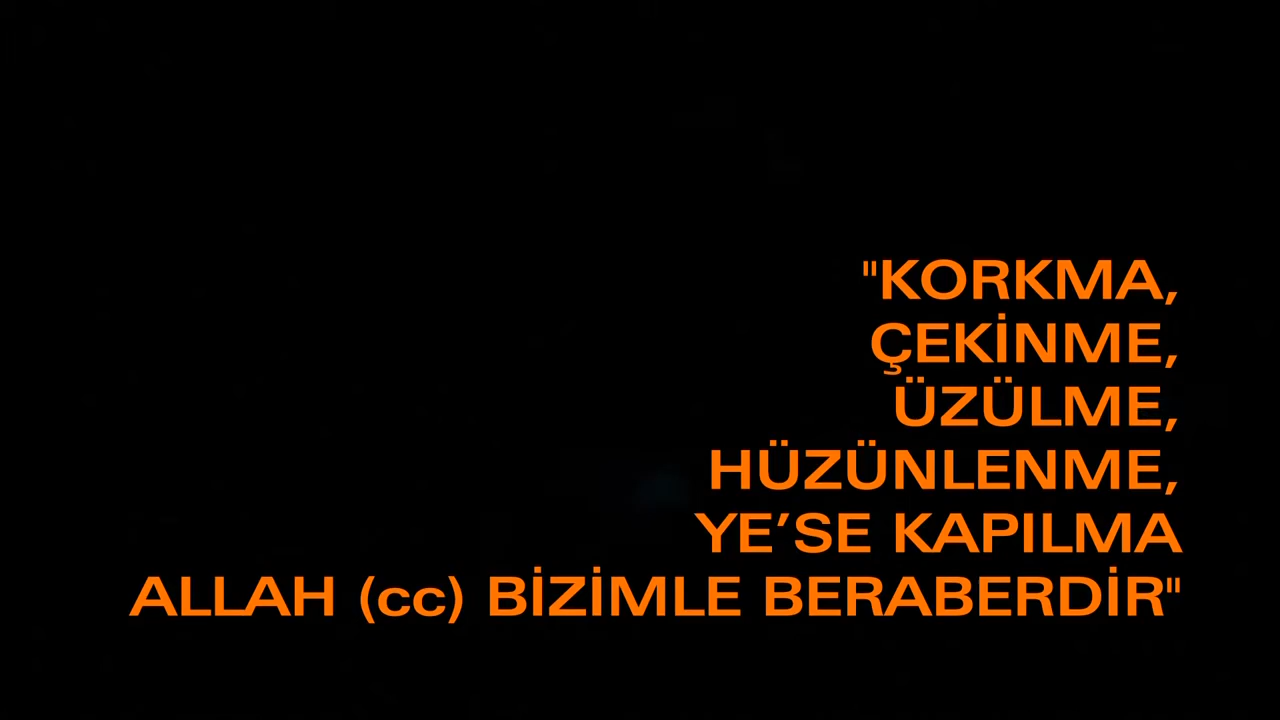 "KORKMA,
ÇEKİNME,
ÜZÜLME,
HÜZÜNLENME,
YE’SE KAPILMA
ALLAH (cc) BİZİMLE BERABERDİR"